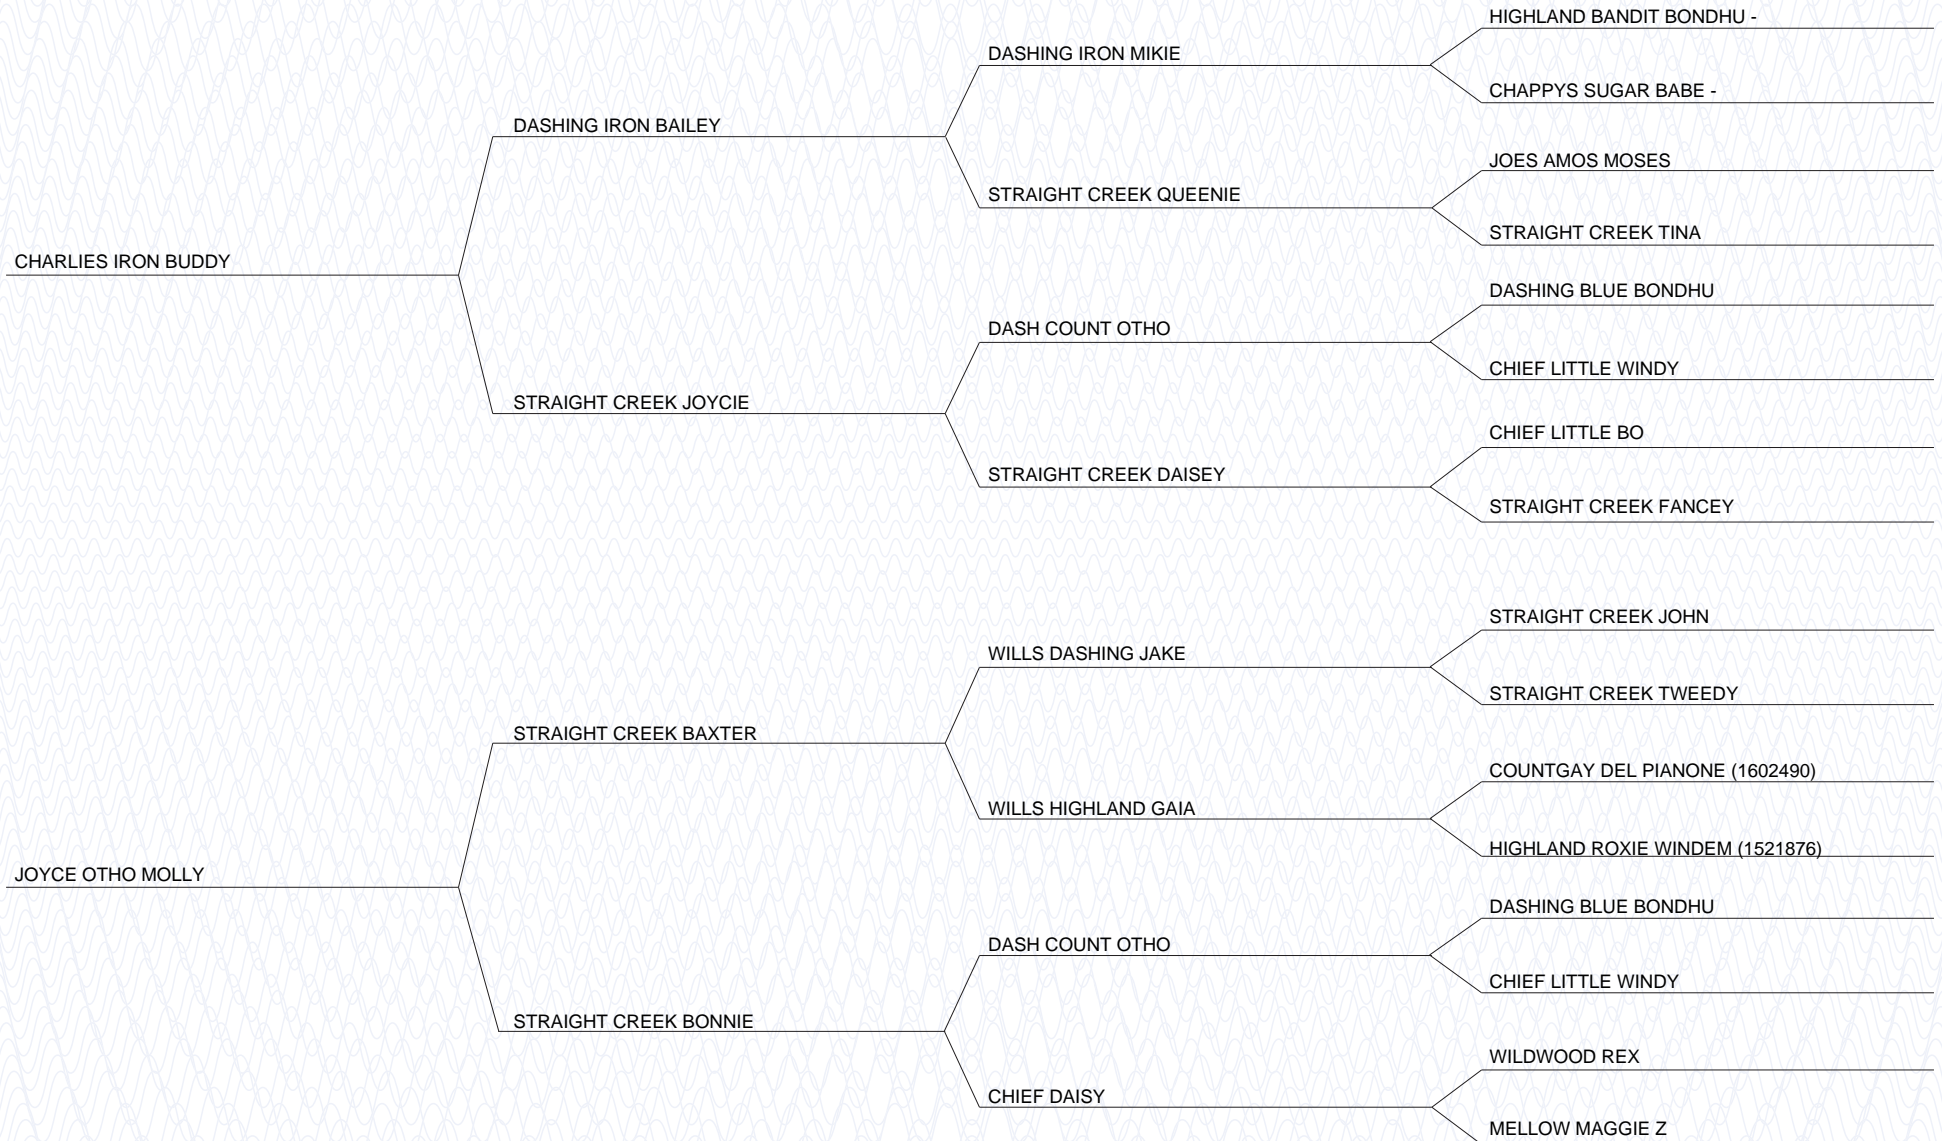 HIGHLAND BANDIT BONDHU -
DASHING IRON MIKIE
CHAPPYS SUGAR BABE -
DASHING IRON BAILEY
JOES AMOS MOSES
STRAIGHT CREEK QUEENIE
STRAIGHT CREEK TINA
CHARLIES IRON BUDDY
DASHING BLUE BONDHU
DASH COUNT OTHO
CHIEF LITTLE WINDY
STRAIGHT CREEK JOYCIE
CHIEF LITTLE BO
STRAIGHT CREEK DAISEY
STRAIGHT CREEK FANCEY
STRAIGHT CREEK JOHN
WILLS DASHING JAKE
STRAIGHT CREEK TWEEDY
STRAIGHT CREEK BAXTER
COUNTGAY DEL PIANONE (1602490)
WILLS HIGHLAND GAIA
HIGHLAND ROXIE WINDEM (1521876)
JOYCE OTHO MOLLY
DASHING BLUE BONDHU
DASH COUNT OTHO
CHIEF LITTLE WINDY
STRAIGHT CREEK BONNIE
WILDWOOD REX
CHIEF DAISY
MELLOW MAGGIE Z